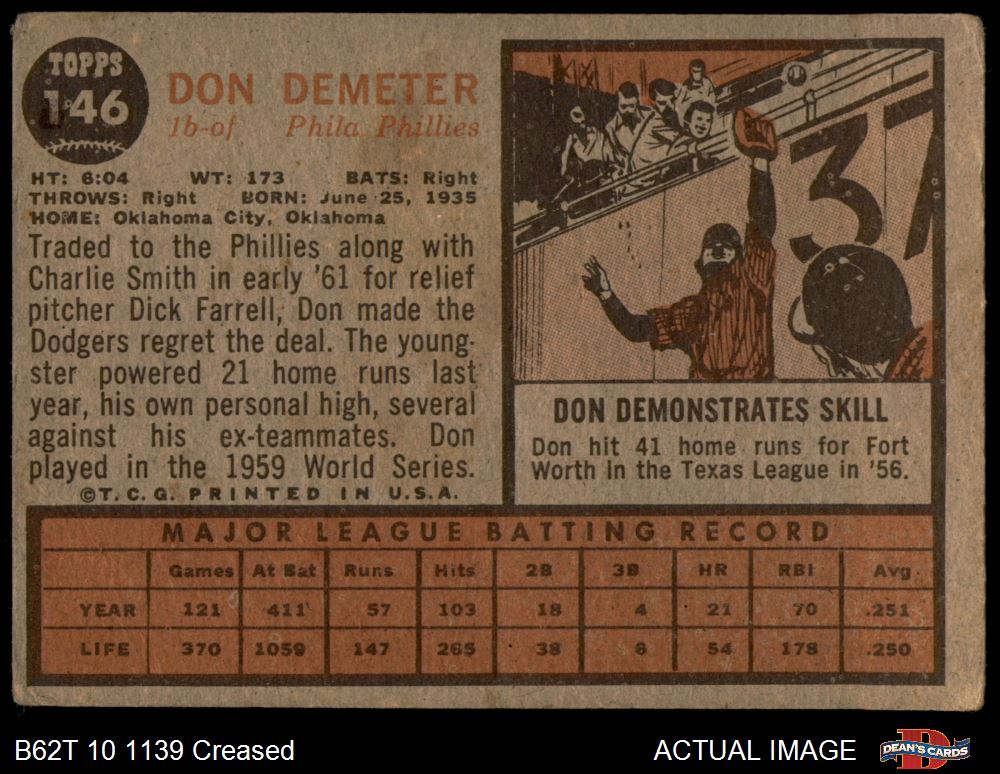 TOPPS
146
DON DEMETER
1b-of Phila. Phillies
HT: 6:04 WT: 173 BATS: Right
THROWS: Right BORN: June 25, 1935
HOME: Oklahoma City, Oklahoma
Traded to the Phillies along with
Charlie Smith in early '61 for relief
pitcher Dick Farrell, Don made the
Dodgers regret the deal. The young-
ster powered 21 home runs last
year, his own personal high, several
against his ex-teammates. Don
played in the 1959 World Series.
©T.C.G. PRINTED IN U.S.A.
37
DON DEMONSTRATES SKILL
Don hit 41 home runs for Fort
Worth in the Texas League in '56.
MAJOR LEAGUE BATTING RECORD
Games At Bat Runs Hits 2B 3B HR RBI Avg.
YEAR 121 411 57 103 18 4 21 70 .251
LIFE 370 1059 147 265 38 6 54 178 .250
B62T 10 1139 Creased
ACTUAL IMAGE
DEAN'S CARDS